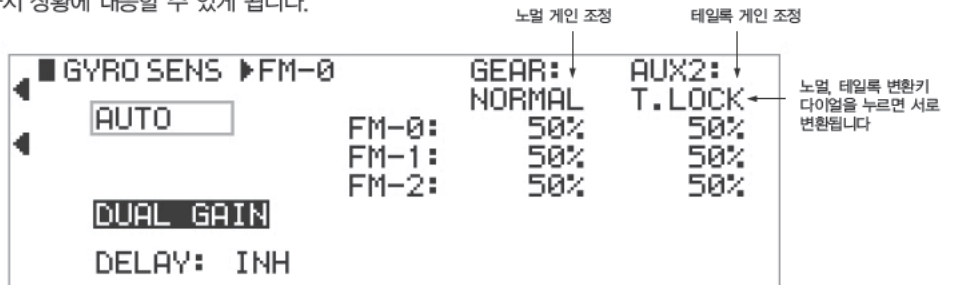 상황에 대응할 수 있게 됩니다.
노멀 게인 조정
테일록 게인 조정
■GYRO SENS ▶FM-0 GEAR: AUX2:
NORMAL T.LOCK
AUTO
FM-0: 50% 50%
FM-1: 50% 50%
FM-2: 50% 50%
DUAL GAIN
DELAY: INH
노멀, 테일록 변환키
다이얼을 누르면 서로
변환됩니다